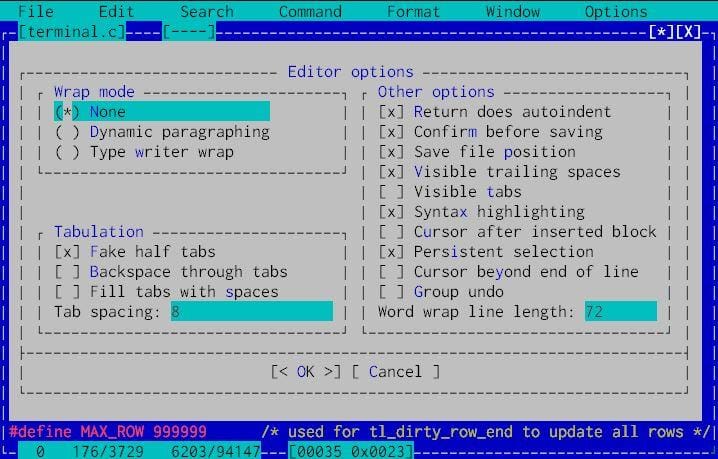 File Edit Search Command Format Window Options
[terminal.c] [----] [*][X]
Editor options
Wrap mode
(*) None
( ) Dynamic paragraphing
( ) Type writer wrap
Tabulation
[x] Fake half tabs
[ ] Backspace through tabs
[ ] Fill tabs with spaces
Tab spacing: 8
Other options
[x] Return does autoindent
[x] Confirm before saving
[x] Save file position
[x] Visible trailing spaces
[ ] Visible tabs
[x] Syntax highlighting
[ ] Cursor after inserted block
[x] Persistent selection
[ ] Cursor beyond end of line
[ ] Group undo
Word wrap line length: 72
[< OK >] [ Cancel ]
#define MAX_ROW 999999 /* used for tl_dirty_row_end to update all rows */
0 176/3729 6203/94147 [00035 0x0023]